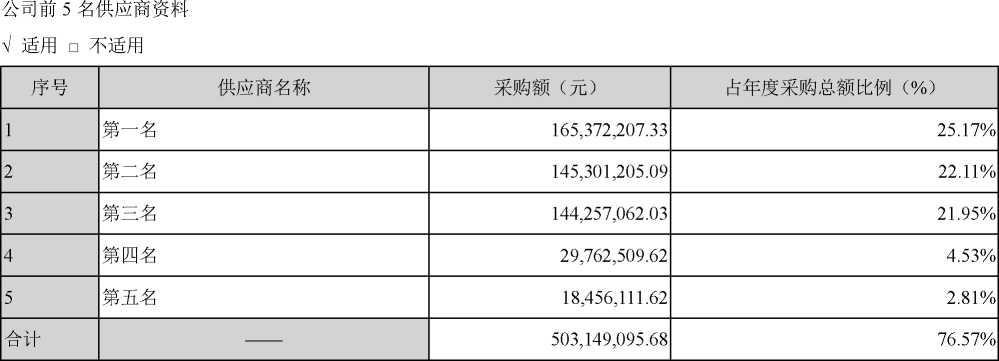 公司前 5 名供应商资料
√ 适用 □ 不适用
序号 供应商名称 采购额（元） 占年度采购总额比例（%）
1 第一名 165,372,207.33 25.17%
2 第二名 145,301,205.09 22.11%
3 第三名 144,257,062.03 21.95%
4 第四名 29,762,509.62 4.53%
5 第五名 18,456,111.62 2.81%
合计 —— 503,149,095.68 76.57%